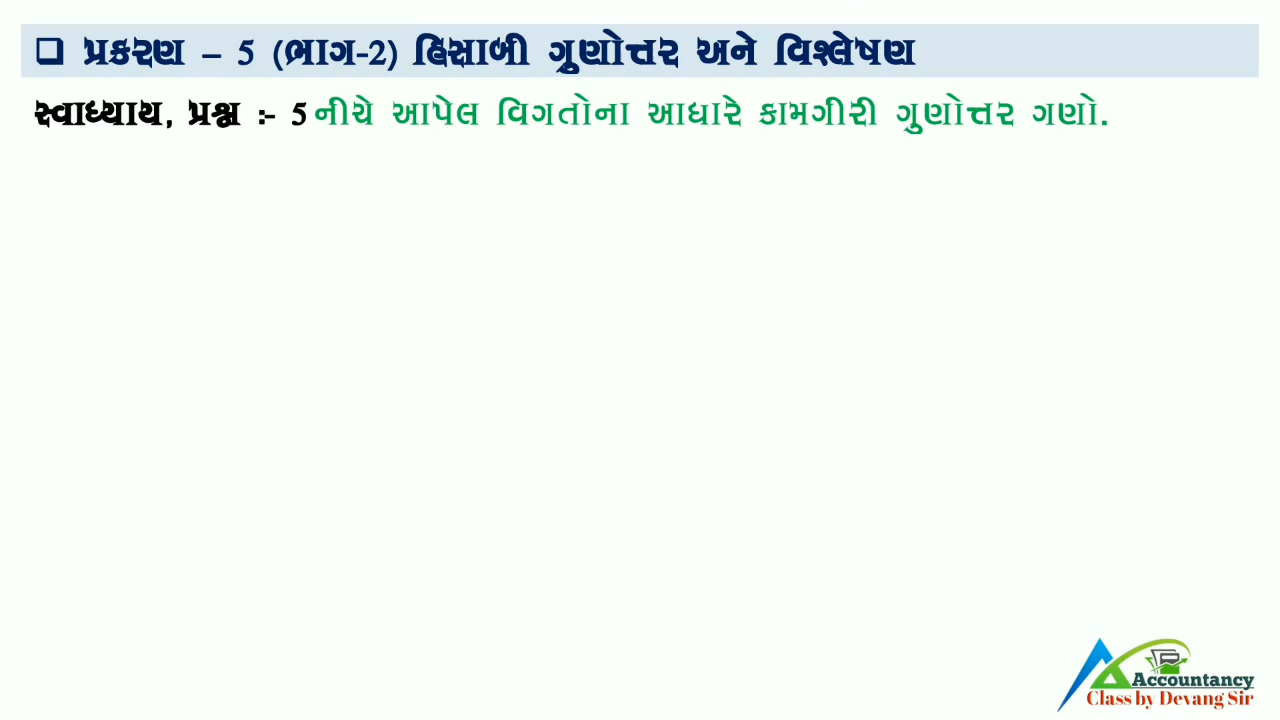 ❑ પ્રકરણ – 5 (ભાગ-2) હિસાબી ગુણોત્તર અને વિશ્લેષણ
સ્વાધ્યાય, પ્રશ્ન :- 5 નીચે આપેલ વિગતોના આધારે કામગીરી ગુણોત્તર ગણો.
Accountancy
Class by Devang Sir